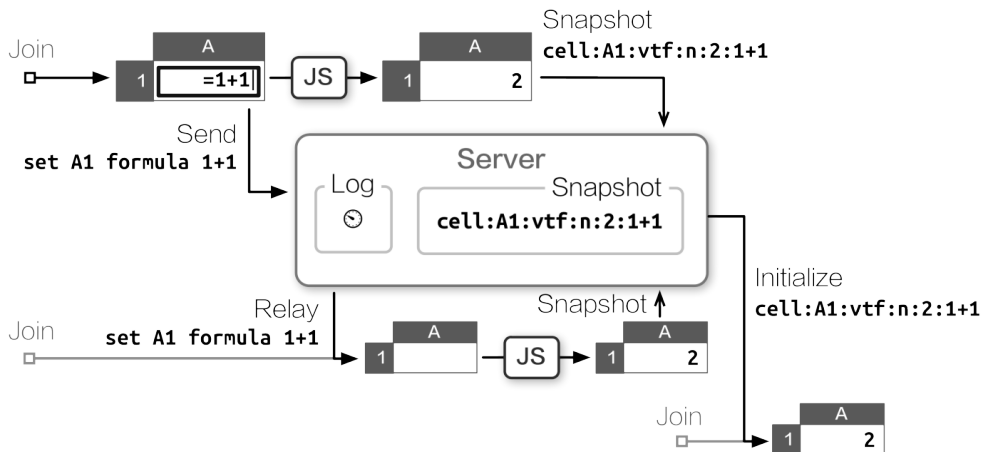 Snapshot
cell:A1:vtf:n:2:1+1
Join
A
1
=1+1
JS
A
1
2
Send
set A1 formula 1+1
Server
Log
Snapshot
cell:A1:vtf:n:2:1+1
Initialize
cell:A1:vtf:n:2:1+1
Relay
set A1 formula 1+1
Snapshot
Join
A
1
JS
A
1
2
Join
A
1
2